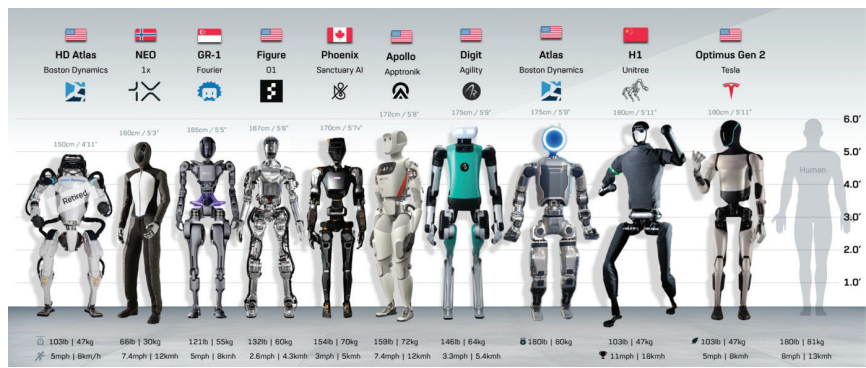 HD Atlas
Boston Dynamics
NEO
1x
GR-1
Fourier
Figure
01
Phoenix
Sanctuary AI
Apollo
Apptronik
Digit
Agility
Atlas
Boston Dynamics
H1
Unitree
Optimus Gen 2
Tesla
150cm / 4'11"
160cm / 5'3"
165cm / 5'5"
167cm / 5'6"
170cm / 5'7v"
172cm / 5'8"
175cm / 5'9"
175cm / 5'9"
180cm / 5'11"
180cm / 5'11"
6.0'
5.0'
4.0'
3.0'
2.0'
1.0'
Retired
Human
103lb | 47kg
5mph | 8km/h
66lb | 30kg
7.4mph | 12kmh
121lb | 55kg
5mph | 8kmh
132lb | 60kg
2.6mph | 4.3kmh
154lb | 70kg
3mph | 5kmh
159lb | 72kg
7.4mph | 12kmh
146lb | 64kg
3.3mph | 5.4kmh
180lb | 80kg
103lb | 47kg
11mph | 18kmh
103lb | 47kg
5mph | 8kmh
180lb | 81kg
8mph | 13kmh